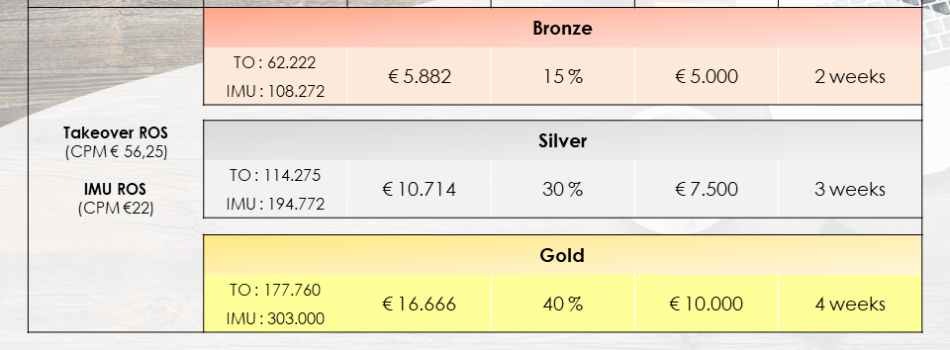 Takeover ROS
(CPM € 56,25)
IMU ROS
(CPM €22)
Bronze
TO : 62.222
IMU : 108.272
€ 5.882
15 %
€ 5.000
2 weeks
Silver
TO : 114.275
IMU : 194.772
€ 10.714
30 %
€ 7.500
3 weeks
Gold
TO : 177.760
IMU : 303.000
€ 16.666
40 %
€ 10.000
4 weeks